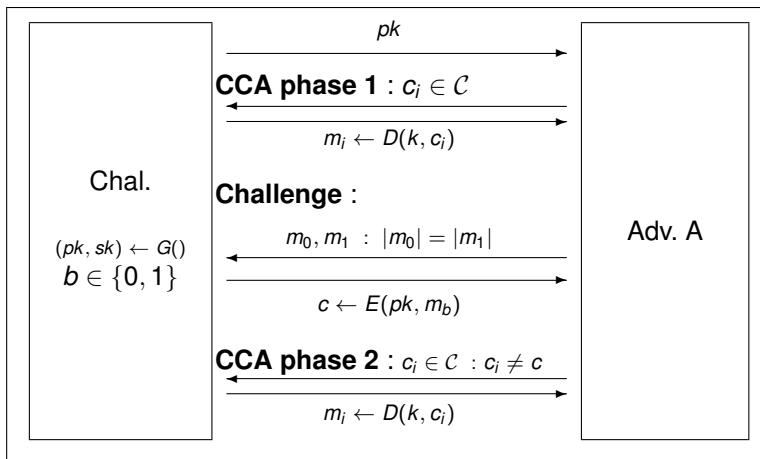 pk
CCA phase 1 : c_i ∈ 𝒞
m_i ← D(k, c_i)
Chal.
(pk, sk) ← G()
b ∈ {0, 1}
Challenge :
m_0, m_1 : |m_0| = |m_1|
c ← E(pk, m_b)
Adv. A
CCA phase 2 : c_i ∈ 𝒞 : c_i ≠ c
m_i ← D(k, c_i)